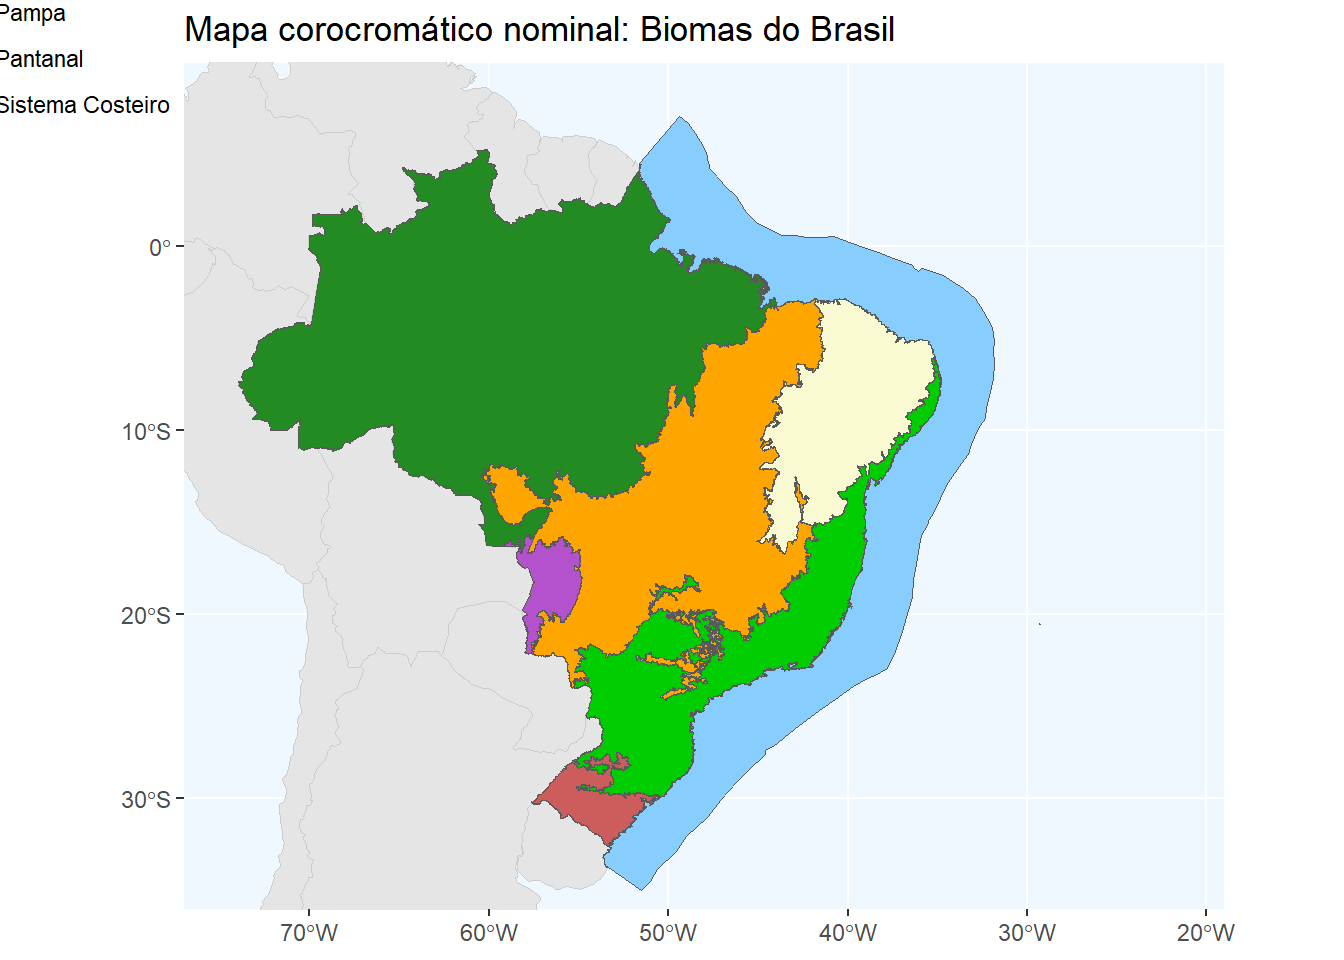 Pampa
Pantanal
Sistema Costeiro
Mapa corocromático nominal: Biomas do Brasil
0°
10°S
20°S
30°S
70°W
60°W
50°W
40°W
30°W
20°W